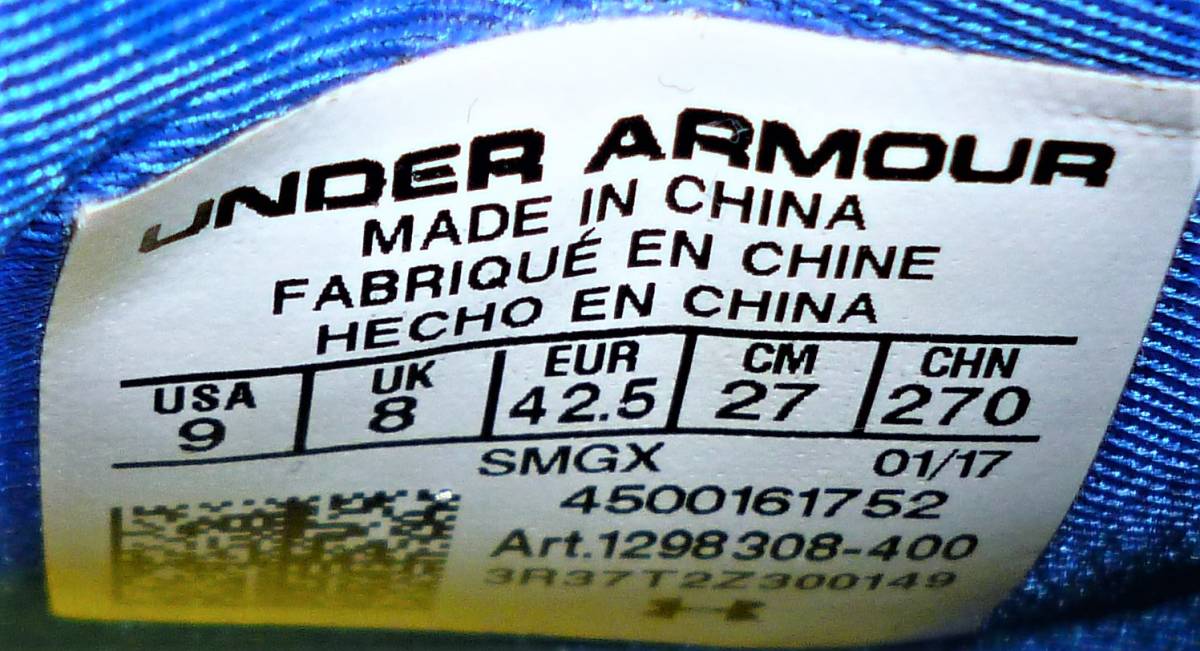 UNDER ARMOUR
MADE IN CHINA
FABRIQUÉ EN CHINE
HECHO EN CHINA
USA UK EUR CM CHN
9 8 42.5 27 270
SMGX 01/17
4500161752
Art.1298308-400
3R37T2Z300149